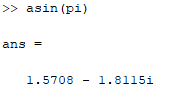 >> asin(pi)
ans =
1.5708 - 1.8115i